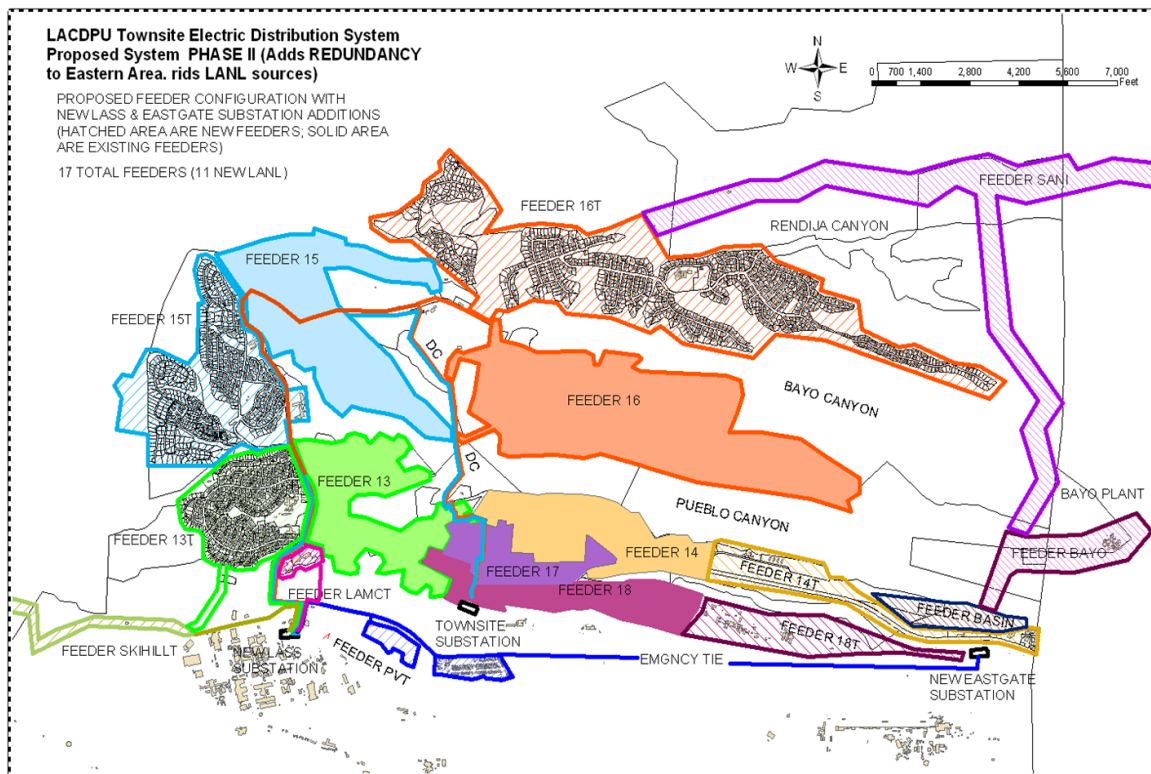 LACDPU Townsite Electric Distribution System
Proposed System PHASE II (Adds REDUNDANCY
to Eastern Area. rids LANL sources)
PROPOSED FEEDER CONFIGURATION WITH
NEW LASS & EASTGATE SUBSTATION ADDITIONS
(HATCHED AREA ARE NEW FEEDERS; SOLID AREA
ARE EXISTING FEEDERS)
17 TOTAL FEEDERS (11 NEW LANL)
N
W E
S
0 700 1,400 2,800 4,200 5,600 7,000
Feet
FEEDER SANI
FEEDER 16T
RENDIJA CANYON
FEEDER 15
FEEDER 15T
DC
BAYO CANYON
FEEDER 16
DC
FEEDER 13
BAYO PLANT
PUEBLO CANYON
FEEDER 13T
FEEDER 14
FEEDER BAYO
FEEDER 17
FEEDER 14T
FEEDER LAMCT
FEEDER 18
FEEDER BASIN
TOWNSITE
SUBSTATION
FEEDER 18T
FEEDER SKIHILLT
NEW LASS
SUBSTATION
FEEDER PVT
EMGNCY TIE
NEW EASTGATE
SUBSTATION